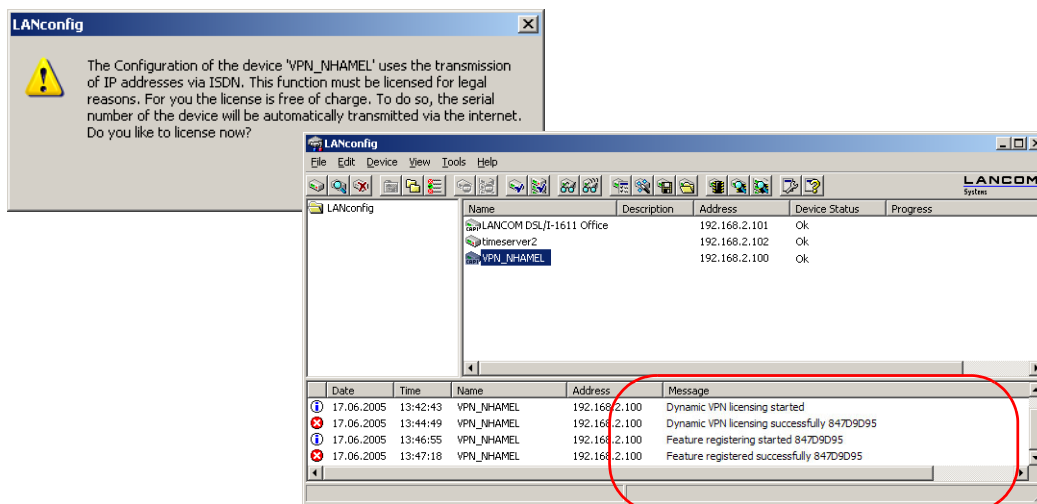 LANconfig
The Configuration of the device 'VPN_NHAMEL' uses the transmission
of IP addresses via ISDN. This function must be licensed for legal
reasons. For you the license is free of charge. To do so, the serial
number of the device will be automatically transmitted via the internet.
Do you like to license now?
LANconfig
File Edit Device View Tools Help
LANCOM
Systems
LANconfig
Name Description Address Device Status Progress
LANCOM DSL/I-1611 Office 192.168.2.101 Ok
timeserver2 192.168.2.102 Ok
VPN_NHAMEL 192.168.2.100 Ok
Date Time Name Address Message
17.06.2005 13:42:43 VPN_NHAMEL 192.168.2.100 Dynamic VPN licensing started
17.06.2005 13:44:49 VPN_NHAMEL 192.168.2.100 Dynamic VPN licensing successfully 847D9D95
17.06.2005 13:46:55 VPN_NHAMEL 192.168.2.100 Feature registering started 847D9D95
17.06.2005 13:47:18 VPN_NHAMEL 192.168.2.100 Feature registered successfully 847D9D95